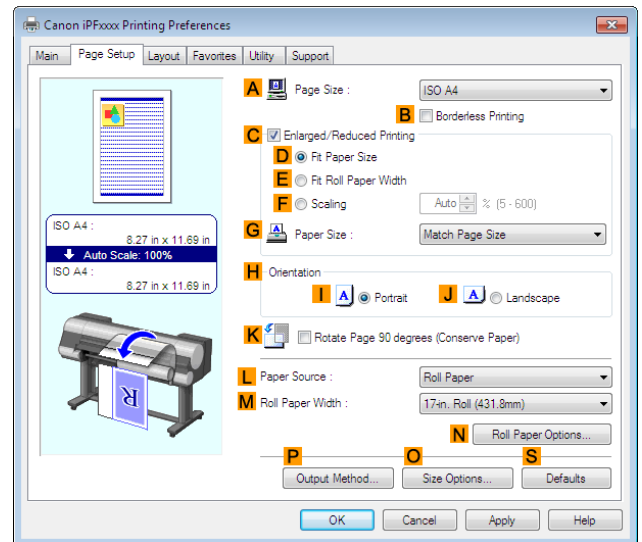 Canon iPFxxxx Printing Preferences
Main Page Setup Layout Favorites Utility Support
A Page Size : ISO A4
B Borderless Printing
C Enlarged/Reduced Printing
D Fit Paper Size
E Fit Roll Paper Width
F Scaling Auto % (5 - 600)
ISO A4 :
8.27 in x 11.69 in
Auto Scale: 100%
ISO A4 :
8.27 in x 11.69 in
G Paper Size : Match Page Size
H Orientation
I A Portrait J A Landscape
K Rotate Page 90 degrees (Conserve Paper)
R
L Paper Source : Roll Paper
M Roll Paper Width : 17-in. Roll (431.8mm)
N Roll Paper Options...
P O S
Output Method... Size Options... Defaults
OK Cancel Apply Help